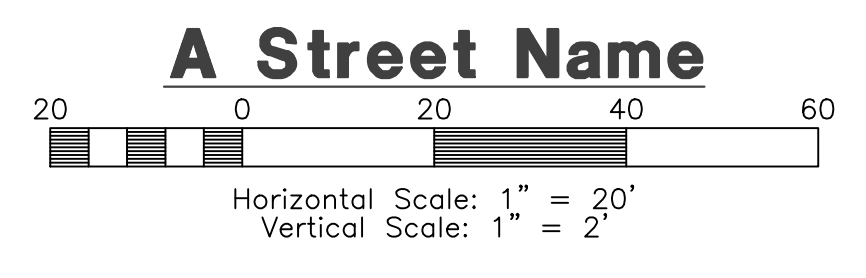 A Street Name
20 0 20 40 60
Horizontal Scale: 1" = 20'
Vertical Scale: 1" = 2'